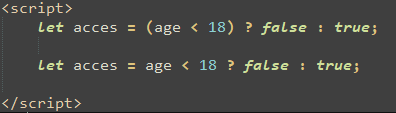 <script>
let acces = (age < 18) ? false : true;
let acces = age < 18 ? false : true;
</script>